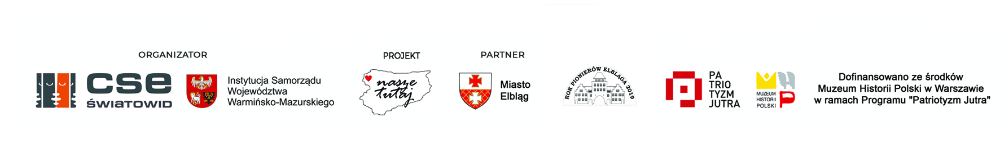 ORGANIZATOR
cse
ŚWIATOWID
Instytucja Samorządu
Województwa
Warmińsko-Mazurskiego
PROJEKT
nasze
tutaj
PARTNER
Miasto
Elbląg
ROK PIONIERÓW ELBLĄGA 2019
PA
TRIO
TYZM
JUTRA
MUZEUM
HISTORII
POLSKI
MHP
Dofinansowano ze środków
Muzeum Historii Polski w Warszawie
w ramach Programu "Patriotyzm Jutra"